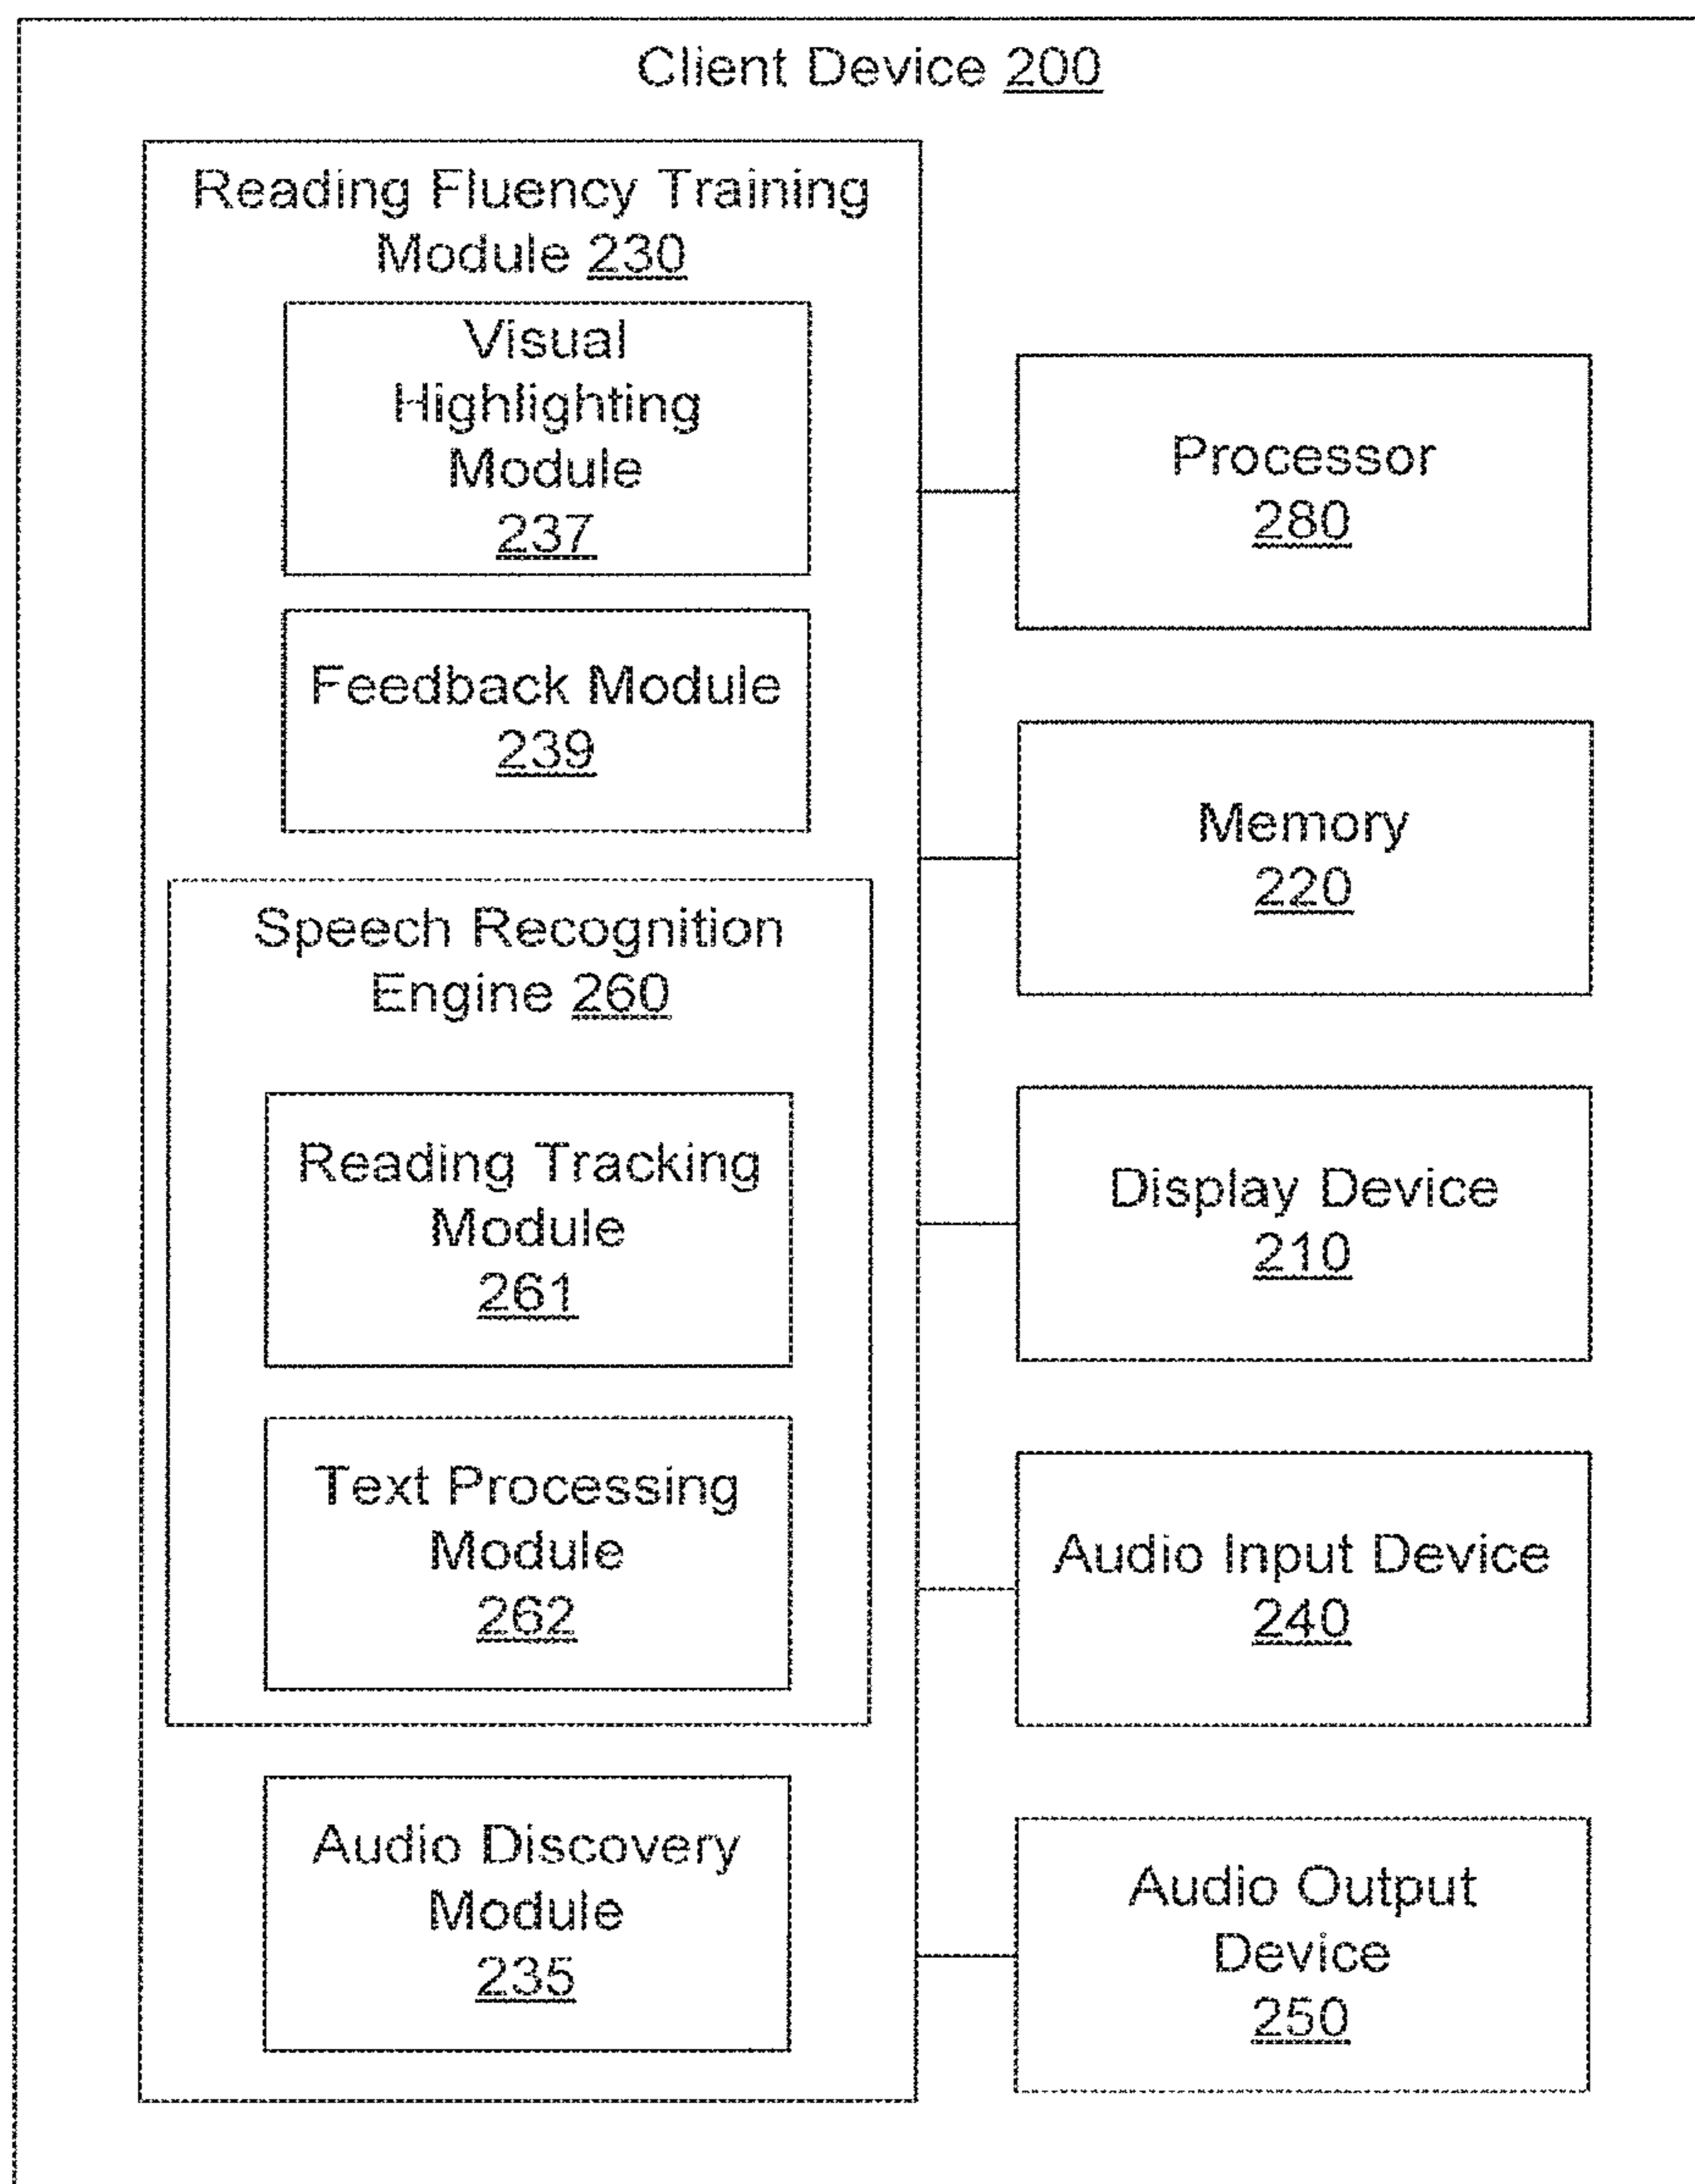 Client Device 200
Reading Fluency Training
Module 230
Visual
Highlighting
Module
237
Feedback Module
239
Speech Recognition
Engine 260
Reading Tracking
Module
261
Text Processing
Module
262
Audio Discovery
Module
235
Processor
280
Memory
220
Display Device
210
Audio Input Device
240
Audio Output
Device
250